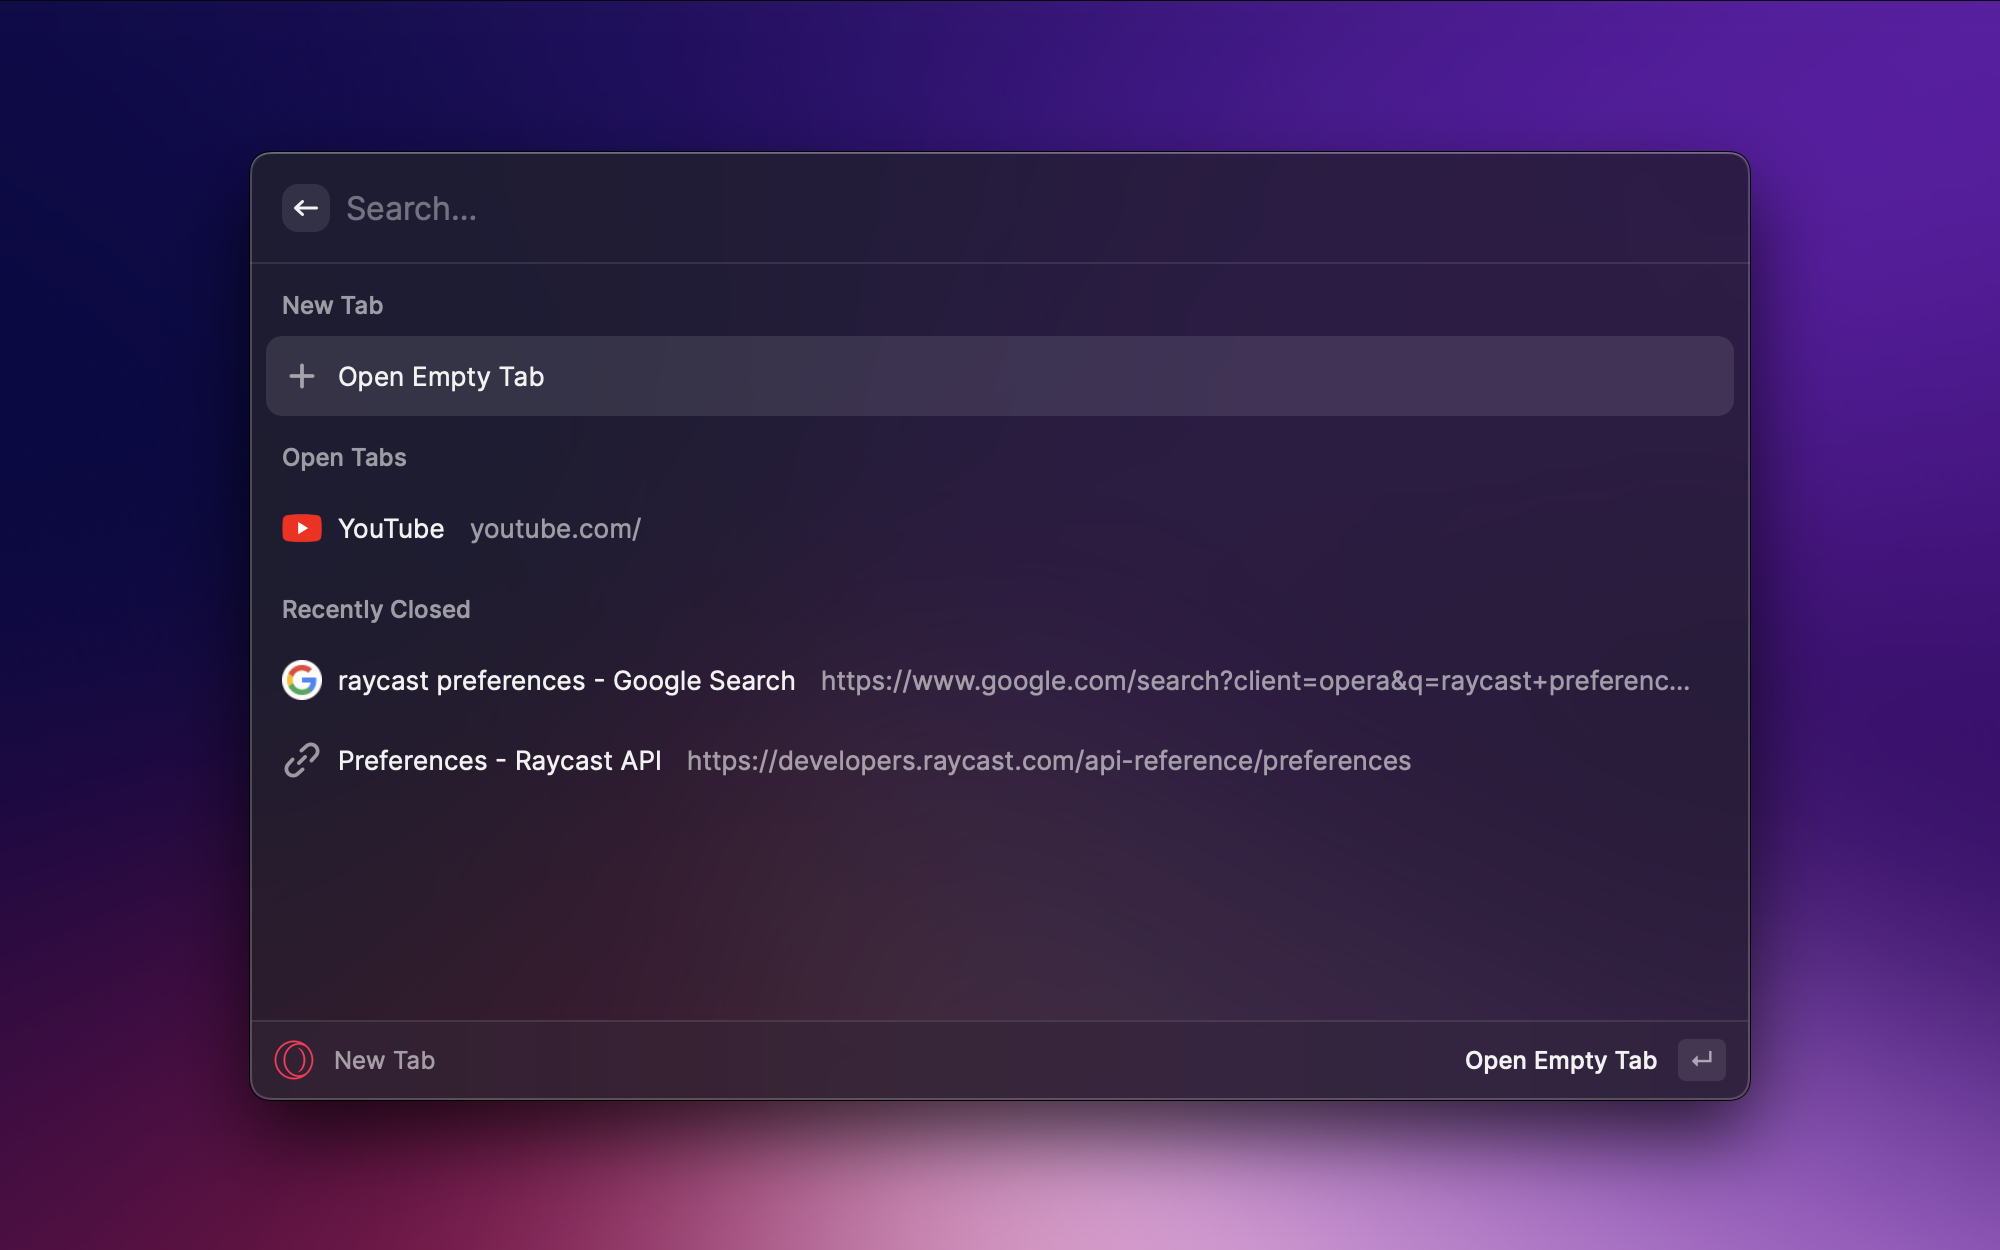 Search...
New Tab
Open Empty Tab
Open Tabs
YouTube youtube.com/
Recently Closed
raycast preferences - Google Search https://www.google.com/search?client=opera&q=raycast+preferenc...
Preferences - Raycast API https://developers.raycast.com/api-reference/preferences
New Tab Open Empty Tab